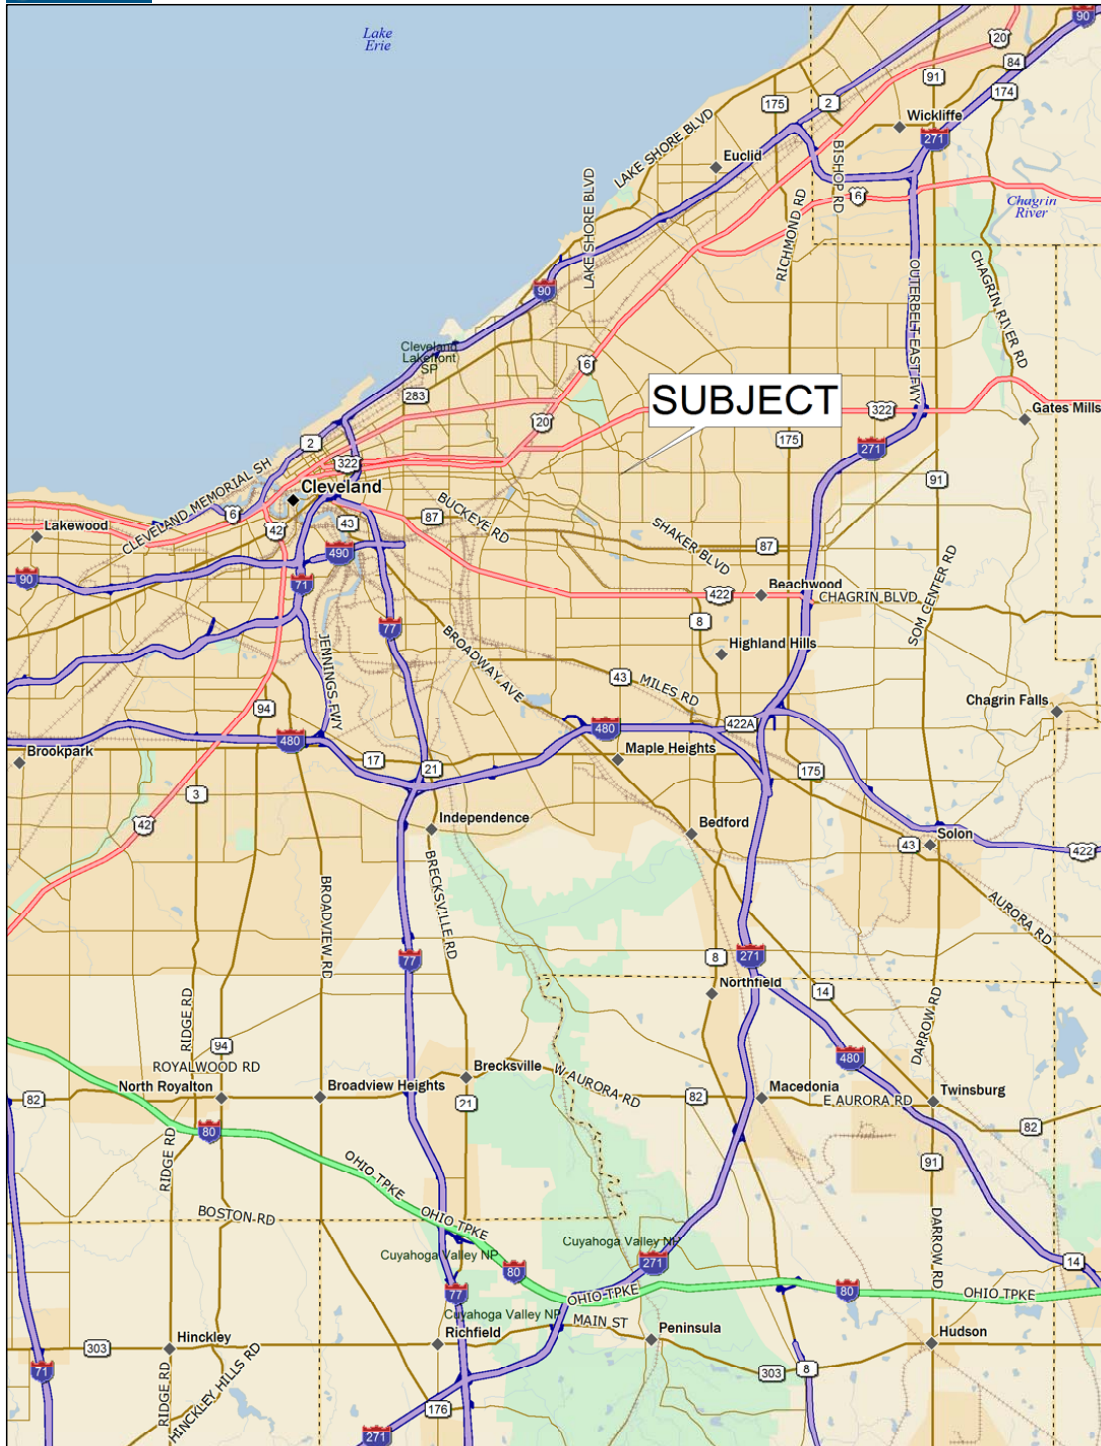 Lake
Erie
90
20
84
91
174
175
2
Wickliffe
271
LAKE SHORE BLVD
Euclid
BISHOP RD
LAKE SHORE BLVD
6
RICHMOND RD
Chagrin
River
OUTERBELT EAST FWY
CHAGRIN RIVER RD
90
Cleveland
Lakefront
SP
6
283
SUBJECT
322
Gates Mills
20
2
175
271
322
CLEVELAND MEMORIAL SH
91
Cleveland
6
BUCKEYE RD
87
43
42
Lakewood
SHAKER BLVD
87
490
90
71
Beachwood
422
CHAGRIN BLVD
SOM CENTER RD
8
77
JENNINGS FWY
BROADWAY AVE
Highland Hills
43
MILES RD
94
Chagrin Falls
422A
480
480
Brookpark
Maple Heights
17
21
175
3
42
Independence
Bedford
Solon
43
422
BRECKSVILLE RD
BROADVIEW RD
AURORA RD
77
8
271
Northfield
14
RIDGE RD
DARROW RD
94
ROYALWOOD RD
480
Brecksville
W AURORA RD
North Royalton
Broadview Heights
82
82
Macedonia
E AURORA RD
Twinsburg
21
82
80
RIDGE RD
OHIO TPKE
91
BOSTON RD
OHIO TPKE
DARROW RD
Cuyahoga Valley NP
Cuyahoga Valley NP
271
14
80
77
OHIO TPKE
80
OHIO TPKE
Cuyahoga Valley NP
MAIN ST
Hinckley
Richfield
Peninsula
Hudson
303
HINCKLEY HILLS RD
71
303
8
RIDGE RD
176
271